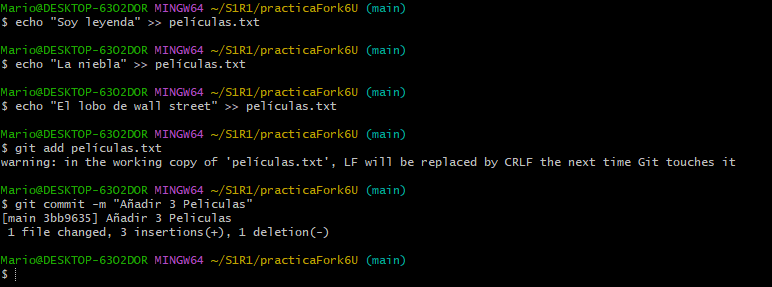 Mario@DESKTOP-63O2DOR MINGW64 ~/S1R1/practicaFork6U (main)
$ echo "Soy leyenda" >> películas.txt
Mario@DESKTOP-63O2DOR MINGW64 ~/S1R1/practicaFork6U (main)
$ echo "La niebla" >> películas.txt
Mario@DESKTOP-63O2DOR MINGW64 ~/S1R1/practicaFork6U (main)
$ echo "El lobo de wall street" >> películas.txt
Mario@DESKTOP-63O2DOR MINGW64 ~/S1R1/practicaFork6U (main)
$ git add películas.txt
warning: in the working copy of 'películas.txt', LF will be replaced by CRLF the next time Git touches it
Mario@DESKTOP-63O2DOR MINGW64 ~/S1R1/practicaFork6U (main)
$ git commit -m "Añadir 3 Peliculas"
[main 3bb9635] Añadir 3 Peliculas
1 file changed, 3 insertions(+), 1 deletion(-)
Mario@DESKTOP-63O2DOR MINGW64 ~/S1R1/practicaFork6U (main)
$